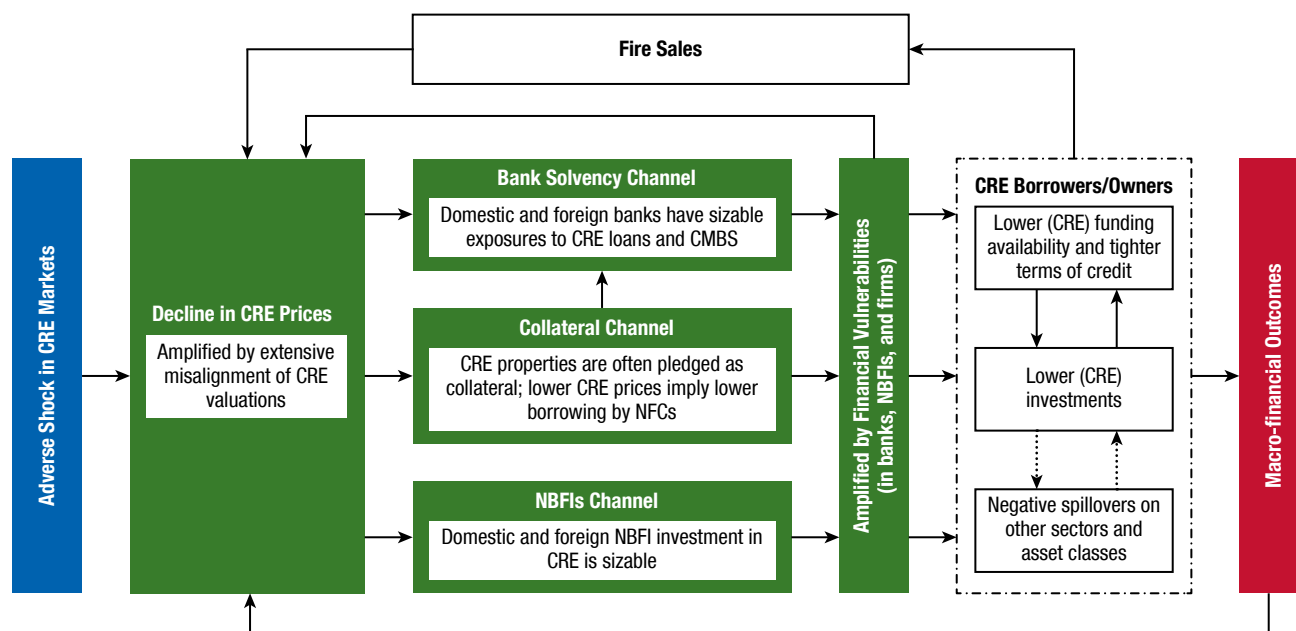 Fire Sales
Adverse Shock in CRE Markets
Decline in CRE Prices
Amplified by extensive
misalignment of CRE
valuations
Bank Solvency Channel
Domestic and foreign banks have sizable
exposures to CRE loans and CMBS
Collateral Channel
CRE properties are often pledged as
collateral; lower CRE prices imply lower
borrowing by NFCs
NBFIs Channel
Domestic and foreign NBFI investment in
CRE is sizable
Amplified by Financial Vulnerabilities
(in banks, NBFIs, and firms)
CRE Borrowers/Owners
Lower (CRE) funding
availability and tighter
terms of credit
Lower (CRE)
investments
Negative spillovers on
other sectors and
asset classes
Macro-financial Outcomes